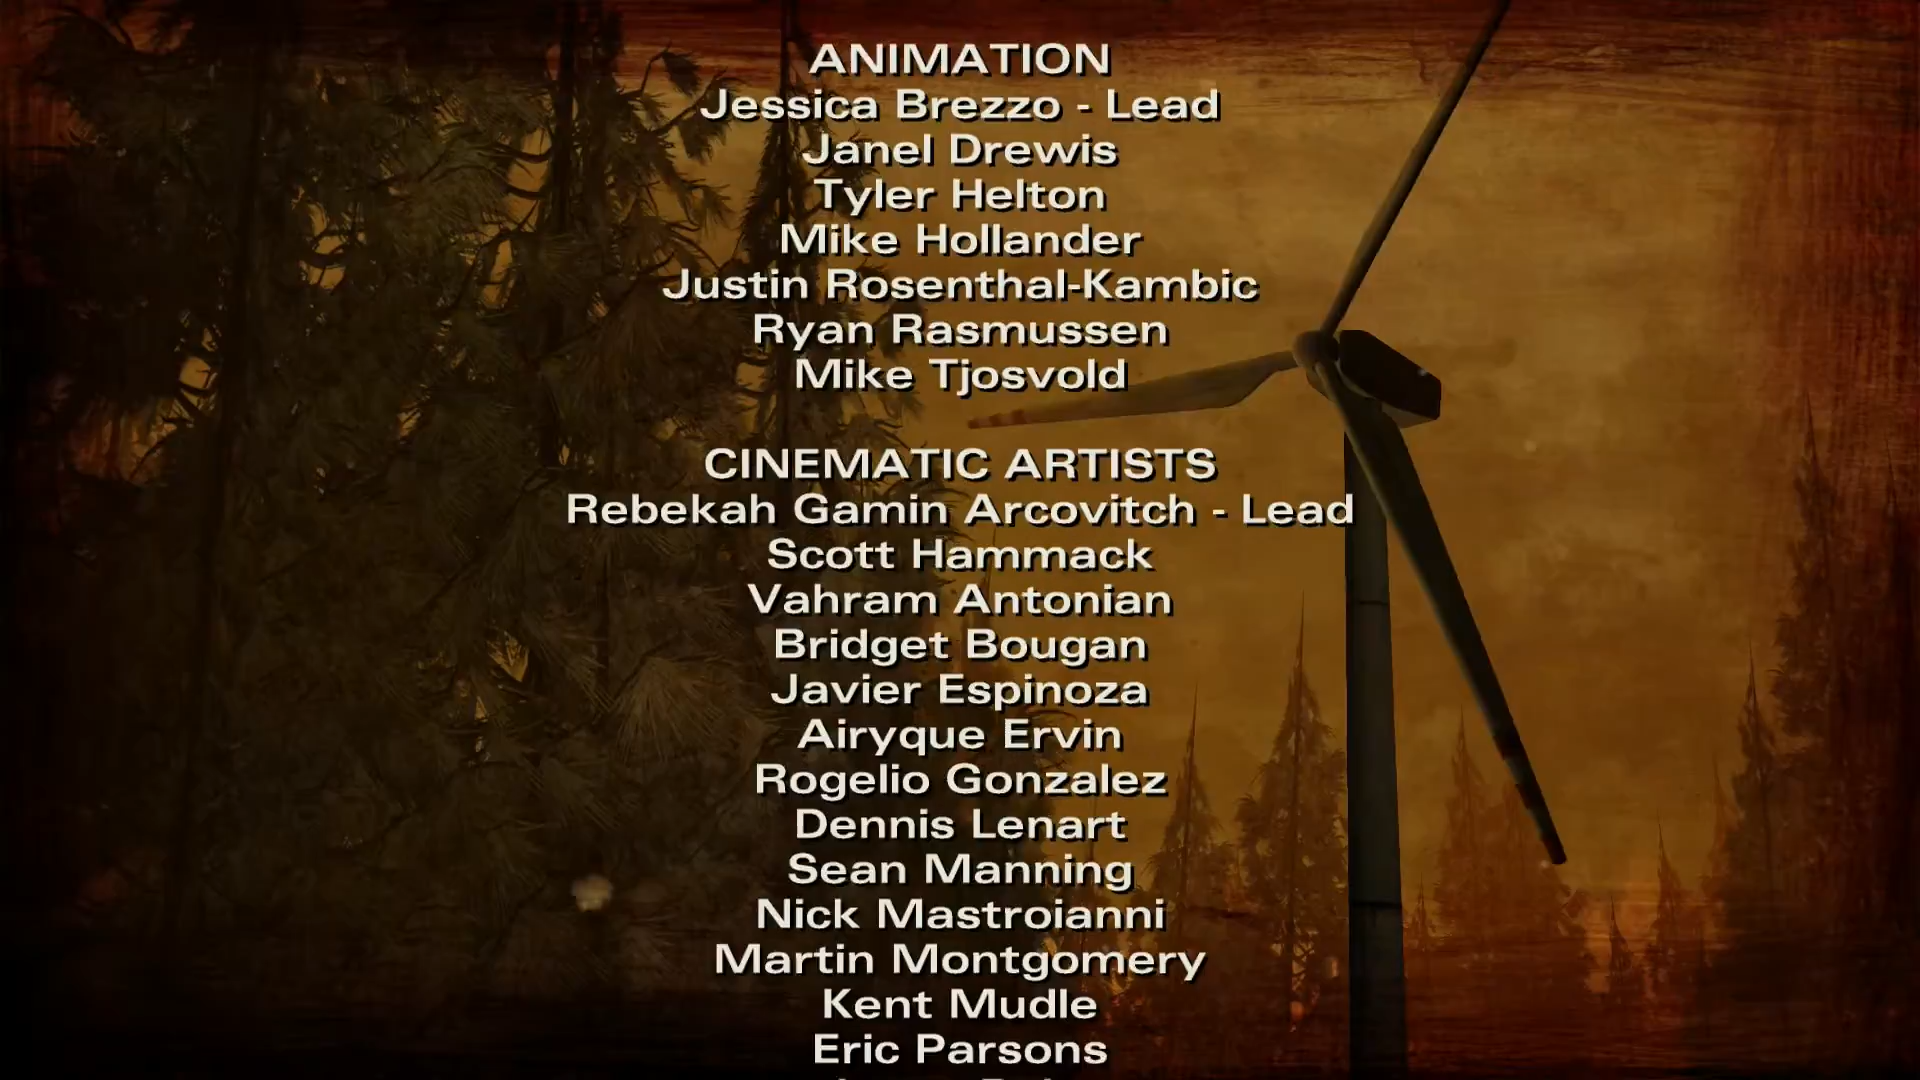 ANIMATION
Jessica Brezzo - Lead
Janel Drewis
Tyler Helton
Mike Hollander
Justin Rosenthal-Kambic
Ryan Rasmussen
Mike Tjosvold
CINEMATIC ARTISTS
Rebekah Gamin Arcovitch - Lead
Scott Hammack
Vahram Antonian
Bridget Bougan
Javier Espinoza
Airyque Ervin
Rogelio Gonzalez
Dennis Lenart
Sean Manning
Nick Mastroianni
Martin Montgomery
Kent Mudle
Eric Parsons